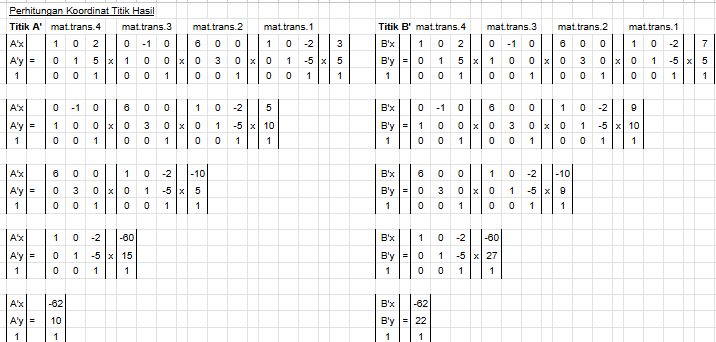 Perhitungan Koordinat Titik Hasil
Titik A' mat.trans.4 mat.trans.3 mat.trans.2 mat.trans.1
A'x 1 0 2 0 -1 0 6 0 0 1 0 -2 3
A'y = 0 1 5 x 1 0 0 x 0 3 0 x 0 1 -5 x 5
1 0 0 1 0 0 1 0 0 1 0 0 1 1
A'x 0 -1 0 6 0 0 1 0 -2 5
A'y = 1 0 0 x 0 3 0 x 0 1 -5 x 10
1 0 0 1 0 0 1 0 0 1 1
A'x 6 0 0 1 0 -2 -10
A'y = 0 3 0 x 0 1 -5 x 5
1 0 0 1 0 0 1 1
A'x 1 0 -2 -60
A'y = 0 1 -5 x 15
1 0 0 1 1
A'x -62
A'y = 10
1 1
Titik B' mat.trans.4 mat.trans.3 mat.trans.2 mat.trans.1
B'x 1 0 2 0 -1 0 6 0 0 1 0 -2 7
B'y = 0 1 5 x 1 0 0 x 0 3 0 x 0 1 -5 x 5
1 0 0 1 0 0 1 0 0 1 0 0 1 1
B'x 0 -1 0 6 0 0 1 0 -2 9
B'y = 1 0 0 x 0 3 0 x 0 1 -5 x 10
1 0 0 1 0 0 1 0 0 1 1
B'x 6 0 0 1 0 -2 -10
B'y = 0 3 0 x 0 1 -5 x 9
1 0 0 1 0 0 1 1
B'x 1 0 -2 -60
B'y = 0 1 -5 x 27
1 0 0 1 1
B'x -62
B'y = 22
1 1